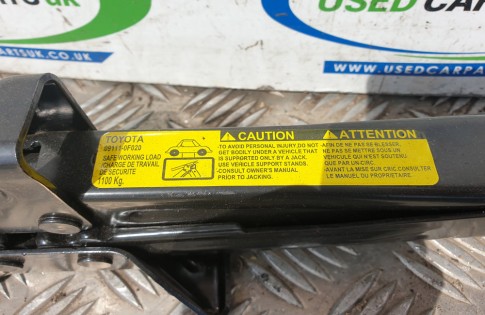 USED CAR
PARTSUK.CO.UK
WWW.USEDCARPAR
TOYOTA
09111-0F020
SAFE WORKING LOAD
CHARGE DE TRAVAIL
DE SECURITE
1100 Kg.
CAUTION
-TO AVOID PERSONAL INJURY,DO NOT
GET BODILY UNDER A VEHICLE THAT
IS SUPPORTED ONLY BY A JACK.
USE VEHICLE SUPPORT STANDS.
-CONSULT OWNER'S MANUAL
PRIOR TO JACKING.
ATTENTION
-AFIN DE NE PAS SE BLESSER,
NE PAS SE METTRE SOUS UN
VEHICULE QUI N'EST SOUTENU
QUE PAR UN CRIC.
-AVANT LA MISE SUR CRIC CONSULTER
LE MANUEL DU PROPRIETAIRE.